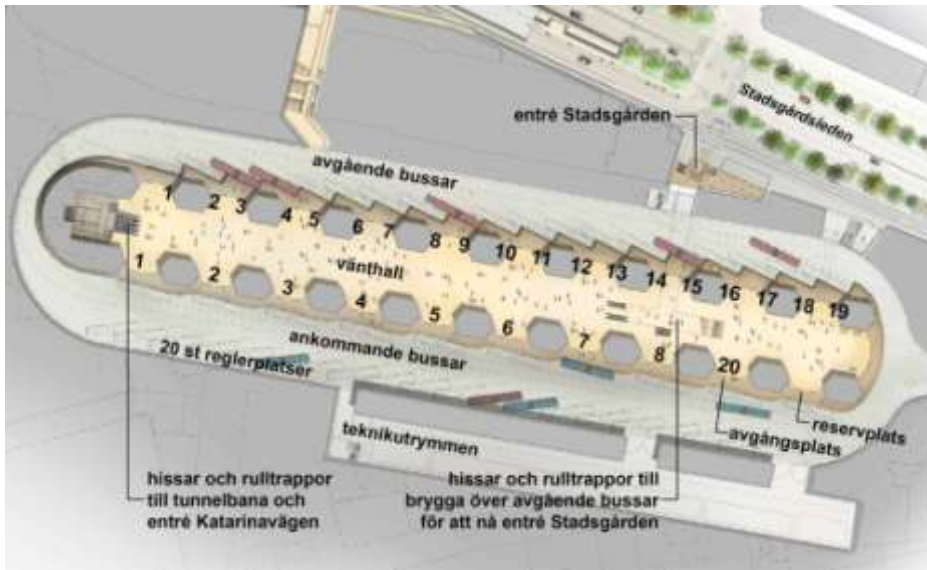 entré Stadsgården
Stadsgårdsleden
avgående bussar
1 2 3 4 5 6 7 8 9 10 11 12 13 14 15 16 17 18 19
vänthall
1 2 3 4 5 6 7 8 20
ankommande bussar
20 st reglerplatser
reservplats
avgångsplats
teknikutrymmen
hissar och rulltrappor
till tunnelbana och
entré Katarinavägen
hissar och rulltrappor till
brygga över avgående bussar
för att nå entré Stadsgården